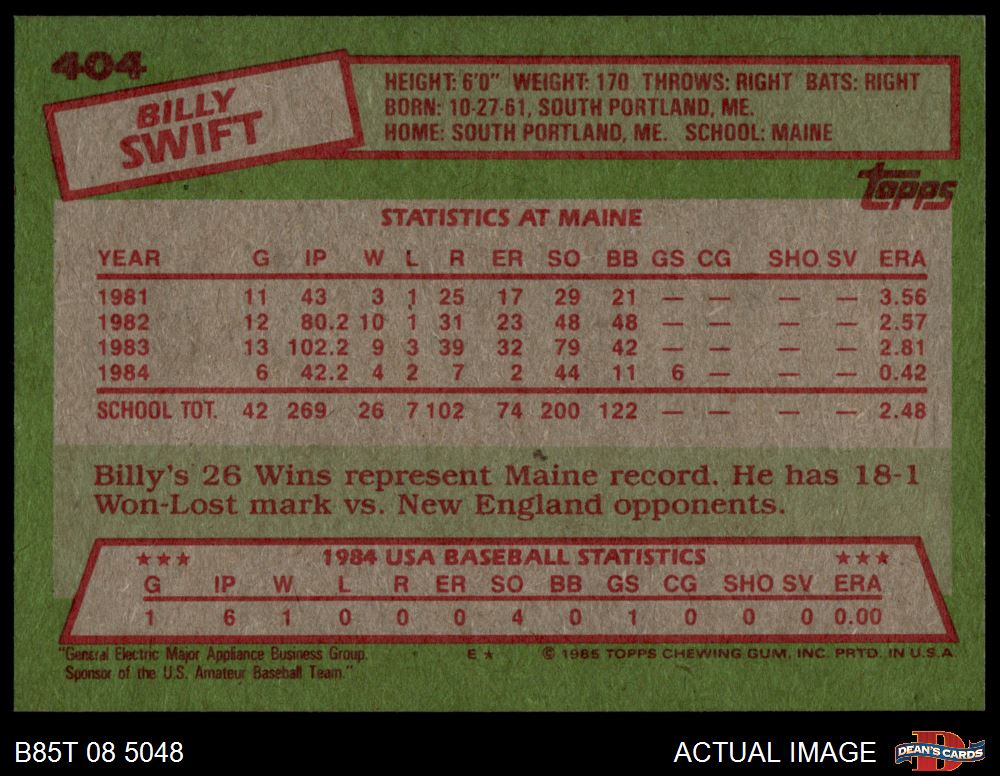 404
BILLY
SWIFT
HEIGHT: 6'0" WEIGHT: 170 THROWS: RIGHT BATS: RIGHT
BORN: 10-27-61, SOUTH PORTLAND, ME.
HOME: SOUTH PORTLAND, ME. SCHOOL: MAINE
topps
STATISTICS AT MAINE
YEAR G IP W L R ER SO BB GS CG SHO SV ERA
1981 11 43 3 1 25 17 29 21 — — — — 3.56
1982 12 80.2 10 1 31 23 48 48 — — — — 2.57
1983 13 102.2 9 3 39 32 79 42 — — — — 2.81
1984 6 42.2 4 2 7 2 44 11 6 — — — 0.42
SCHOOL TOT. 42 269 26 7 102 74 200 122 — — — — 2.48
Billy's 26 Wins represent Maine record. He has 18-1
Won-Lost mark vs. New England opponents.
★★★ 1984 USA BASEBALL STATISTICS ★★★
G IP W L R ER SO BB GS CG SHO SV ERA
1 6 1 0 0 0 4 0 1 0 0 0 0.00
"General Electric Major Appliance Business Group.
Sponsor of the U.S. Amateur Baseball Team."
E★ © 1985 TOPPS CHEWING GUM, INC. PRTD. IN U.S.A.
B85T 08 5048
ACTUAL IMAGE
D
DEAN'S CARDS